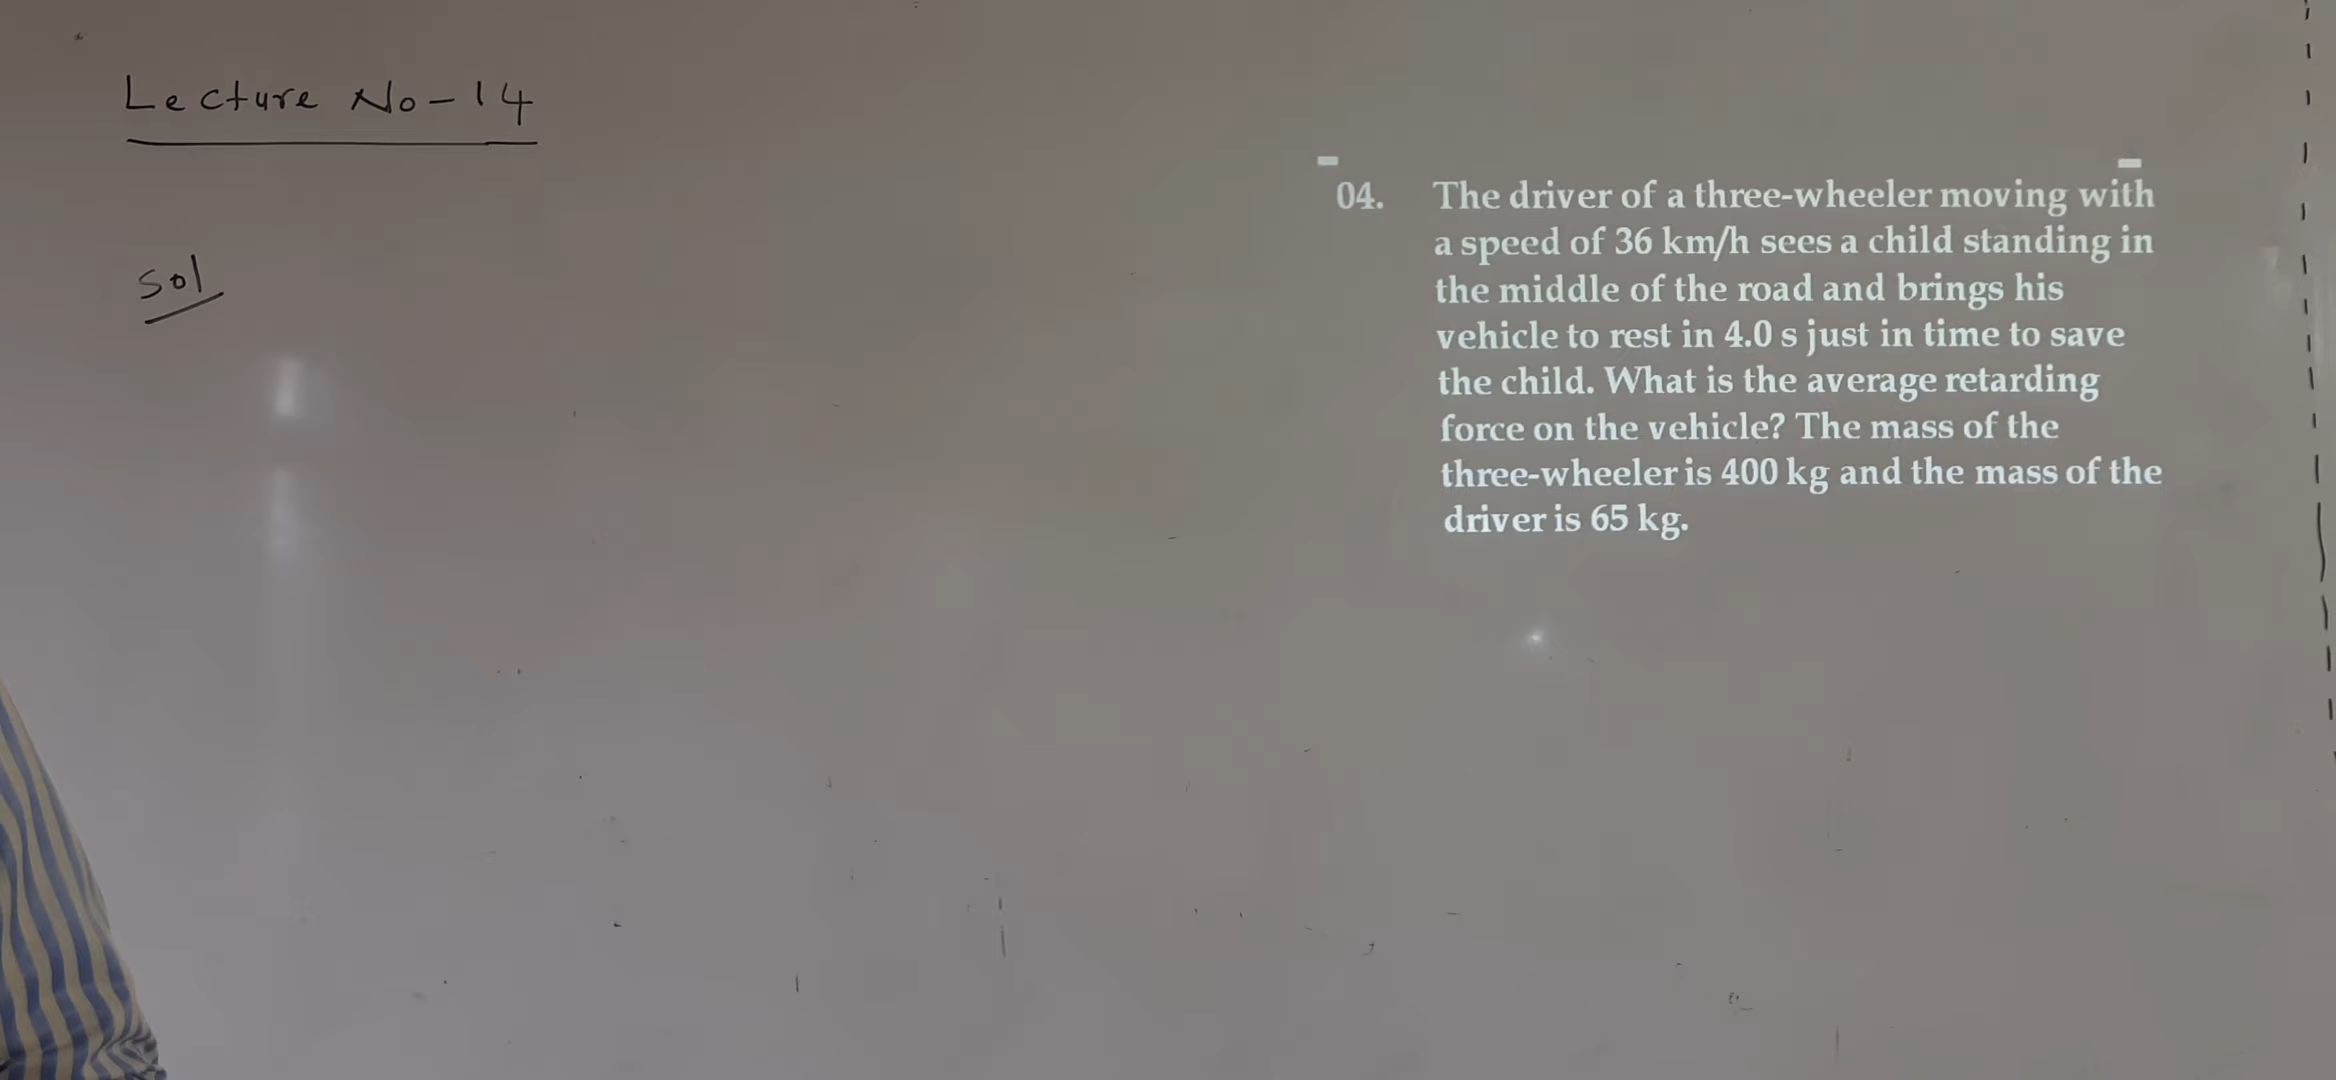 Lecture No-14
Sol
04. The driver of a three-wheeler moving with
a speed of 36 km/h sees a child standing in
the middle of the road and brings his
vehicle to rest in 4.0 s just in time to save
the child. What is the average retarding
force on the vehicle? The mass of the
three-wheeler is 400 kg and the mass of the
driver is 65 kg.